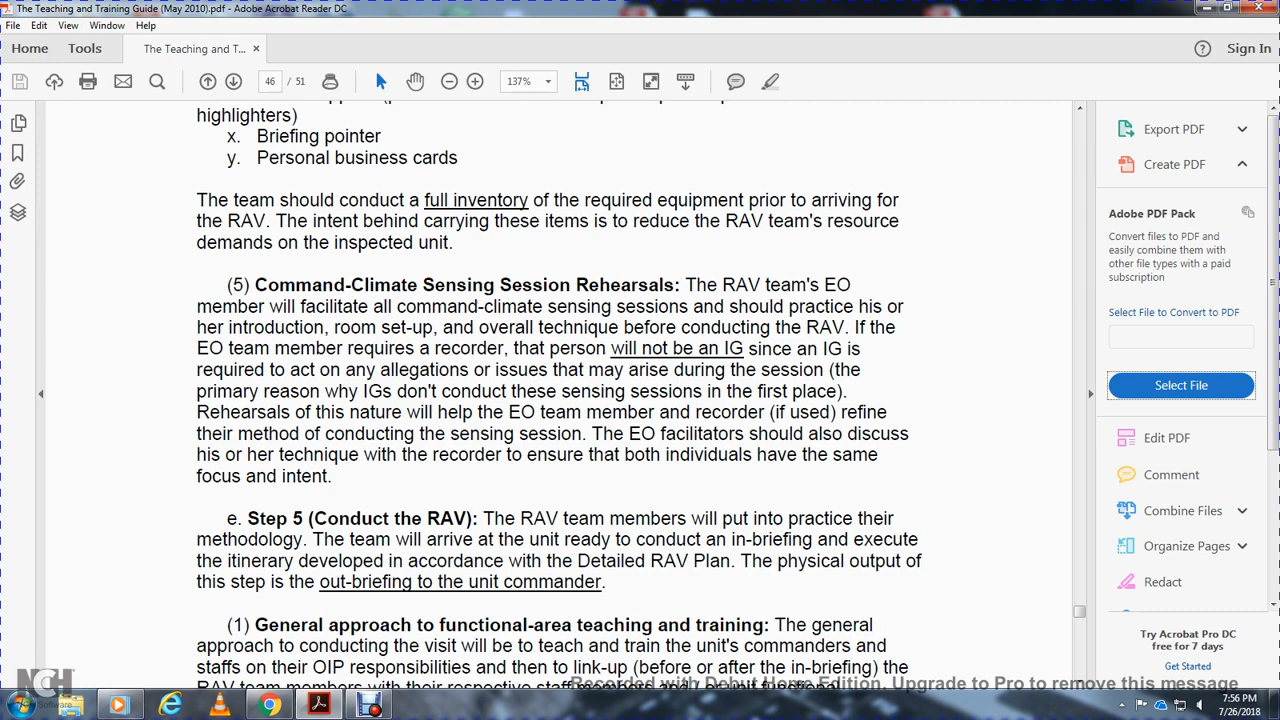 The Teaching and Training Guide (May 2010).pdf - Adobe Acrobat Reader DC
File Edit View Window Help
Home Tools The Teaching and T... × Sign In
46 / 51 137%
highlighters)
x. Briefing pointer
y. Personal business cards
The team should conduct a full inventory of the required equipment prior to arriving for
the RAV. The intent behind carrying these items is to reduce the RAV team's resource
demands on the inspected unit.
(5) Command-Climate Sensing Session Rehearsals: The RAV team's EO
member will facilitate all command-climate sensing sessions and should practice his or
her introduction, room set-up, and overall technique before conducting the RAV. If the
EO team member requires a recorder, that person will not be an IG since an IG is
required to act on any allegations or issues that may arise during the session (the
primary reason why IGs don't conduct these sensing sessions in the first place).
Rehearsals of this nature will help the EO team member and recorder (if used) refine
their method of conducting the sensing session. The EO facilitators should also discuss
his or her technique with the recorder to ensure that both individuals have the same
focus and intent.
e. Step 5 (Conduct the RAV): The RAV team members will put into practice their
methodology. The team will arrive at the unit ready to conduct an in-briefing and execute
the itinerary developed in accordance with the Detailed RAV Plan. The physical output of
this step is the out-briefing to the unit commander.
(1) General approach to functional-area teaching and training: The general
approach to conducting the visit will be to teach and train the unit's commanders and
staffs on their OIP responsibilities and then to link-up (before or after the in-briefing) the
RAV team members with their respective staff
Export PDF
Create PDF
Adobe PDF Pack
Convert files to PDF and
easily combine them with
other file types with a paid
subscription
Select File to Convert to PDF
Select File
Edit PDF
Comment
Combine Files
Organize Pages
Redact
Try Acrobat Pro DC
free for 7 days
Get Started
Recorded with Debut Home Edition. Upgrade to Pro to remove this message
NCH
Software
7:56 PM
7/26/2018